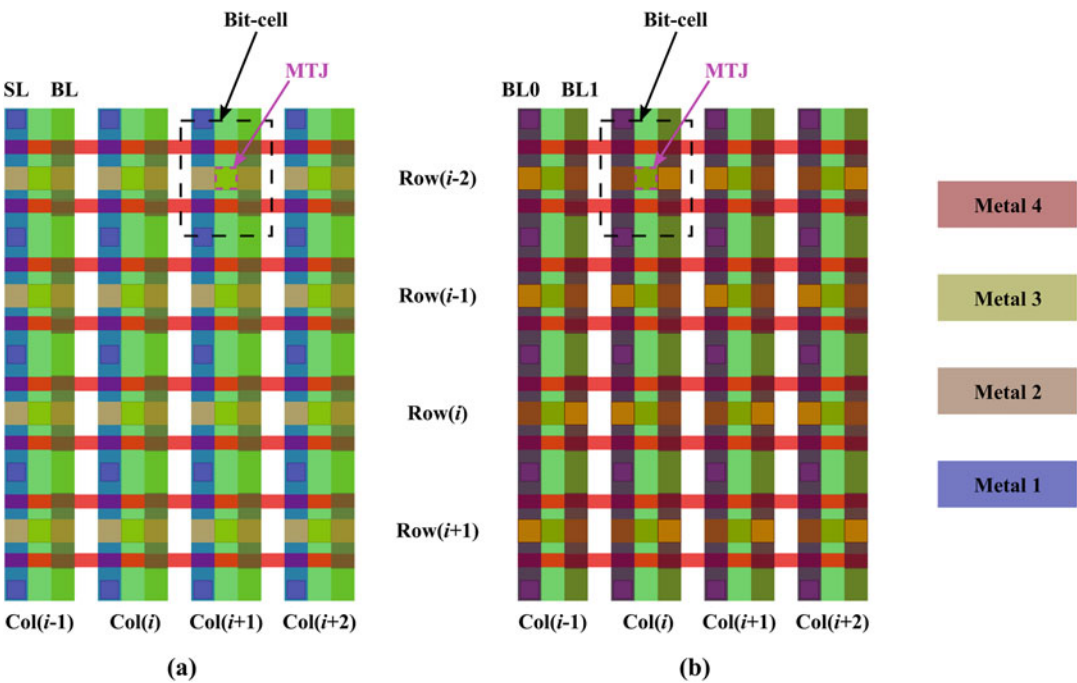 Bit-cell
MTJ
SL BL
Bit-cell
MTJ
BL0 BL1
Row(i-2)
Row(i-1)
Row(i)
Row(i+1)
Metal 4
Metal 3
Metal 2
Metal 1
Col(i-1) Col(i) Col(i+1) Col(i+2)
Col(i-1) Col(i) Col(i+1) Col(i+2)
(a)
(b)